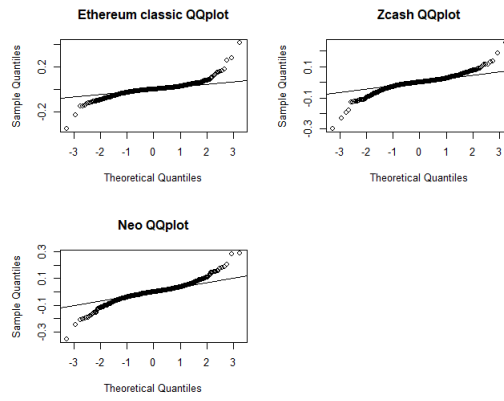 Ethereum classic QQplot
Sample Quantiles
0.2
-0.2
-3 -2 -1 0 1 2 3
Theoretical Quantiles
Zcash QQplot
Sample Quantiles
0.1
-0.1
-0.3
-3 -2 -1 0 1 2 3
Theoretical Quantiles
Neo QQplot
Sample Quantiles
0.3
0.1
-0.1
-0.3
-3 -2 -1 0 1 2 3
Theoretical Quantiles